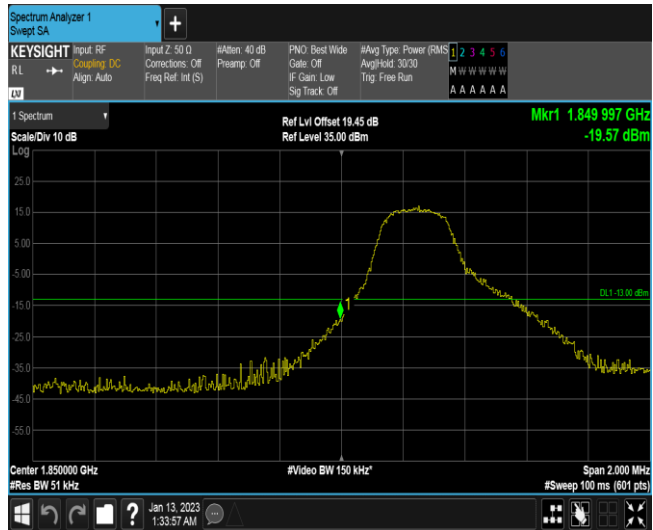 Spectrum Analyzer 1
Swept SA
+
KEYSIGHT Input: RF Input Z: 50 Ω #Atten: 40 dB PNO: Best Wide #Avg Type: Power (RMS 1 2 3 4 5 6
RL Coupling: DC Corrections: Off Preamp: Off Gate: Off Avg|Hold: 30/30 M W W W W W
Align: Auto Freq Ref: Int (S) IF Gain: Low Trig: Free Run
LXI Sig Track: Off A A A A A A
1 Spectrum
Ref Lvl Offset 19.45 dB Mkr1 1.849 997 GHz
Scale/Div 10 dB Ref Level 35.00 dBm -19.57 dBm
Log
25.0
15.0
5.00
-5.00
DL1 -13.00 dBm
-15.0
1
-25.0
-35.0
-45.0
-55.0
Center 1.850000 GHz #Video BW 150 kHz* Span 2.000 MHz
#Res BW 51 kHz #Sweep 100 ms (601 pts)
? Jan 13, 2023
1:33:57 AM